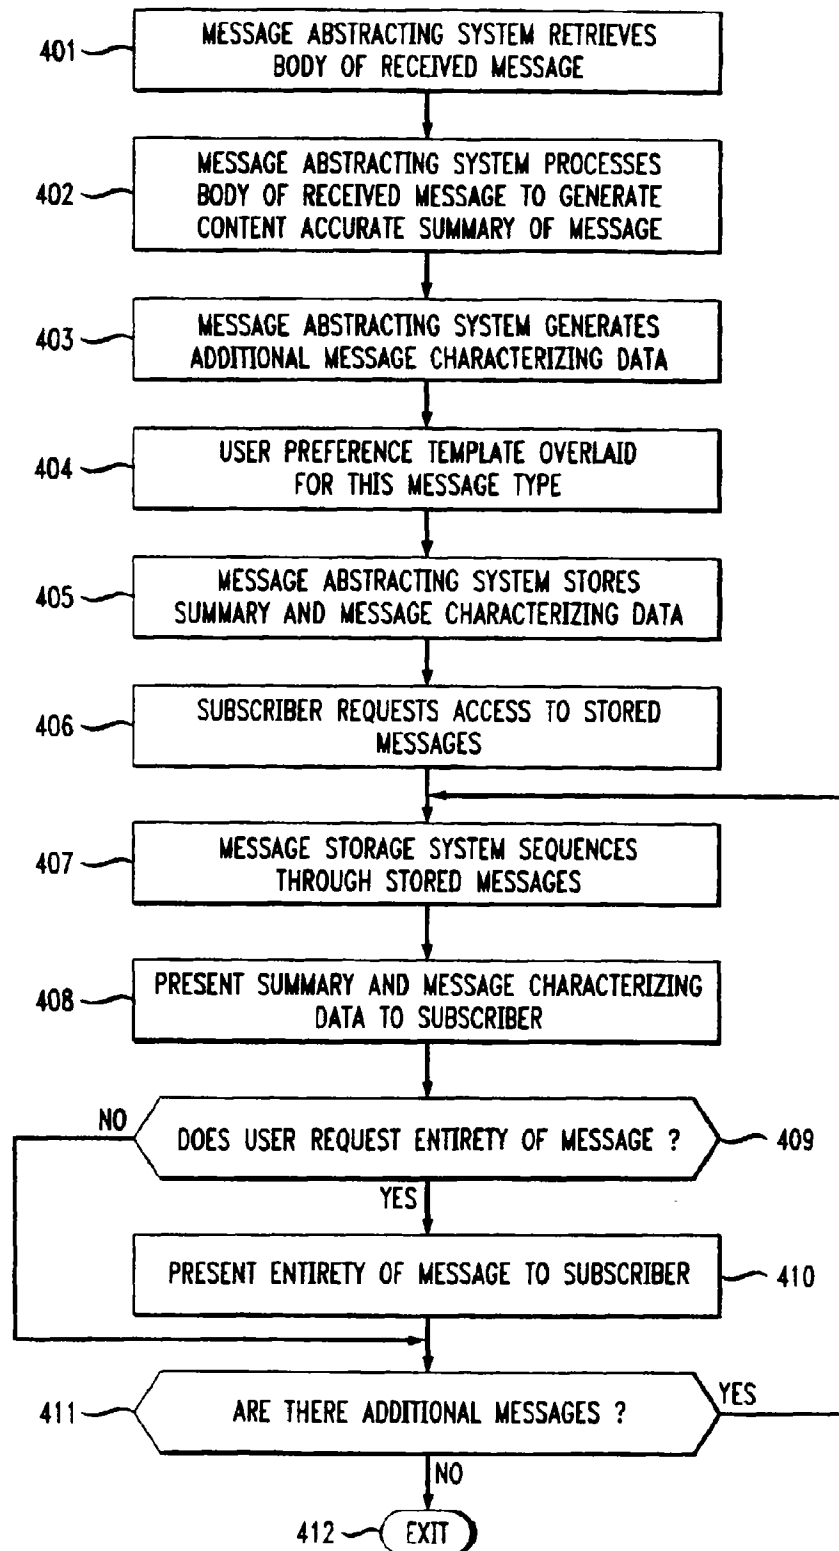 401
MESSAGE ABSTRACTING SYSTEM RETRIEVES
BODY OF RECEIVED MESSAGE
402
MESSAGE ABSTRACTING SYSTEM PROCESSES
BODY OF RECEIVED MESSAGE TO GENERATE
CONTENT ACCURATE SUMMARY OF MESSAGE
403
MESSAGE ABSTRACTING SYSTEM GENERATES
ADDITIONAL MESSAGE CHARACTERIZING DATA
404
USER PREFERENCE TEMPLATE OVERLAID
FOR THIS MESSAGE TYPE
405
MESSAGE ABSTRACTING SYSTEM STORES
SUMMARY AND MESSAGE CHARACTERIZING DATA
406
SUBSCRIBER REQUESTS ACCESS TO STORED
MESSAGES
407
MESSAGE STORAGE SYSTEM SEQUENCES
THROUGH STORED MESSAGES
408
PRESENT SUMMARY AND MESSAGE CHARACTERIZING
DATA TO SUBSCRIBER
NO
DOES USER REQUEST ENTIRETY OF MESSAGE ?
409
YES
PRESENT ENTIRETY OF MESSAGE TO SUBSCRIBER
410
411
ARE THERE ADDITIONAL MESSAGES ?
YES
NO
412
EXIT